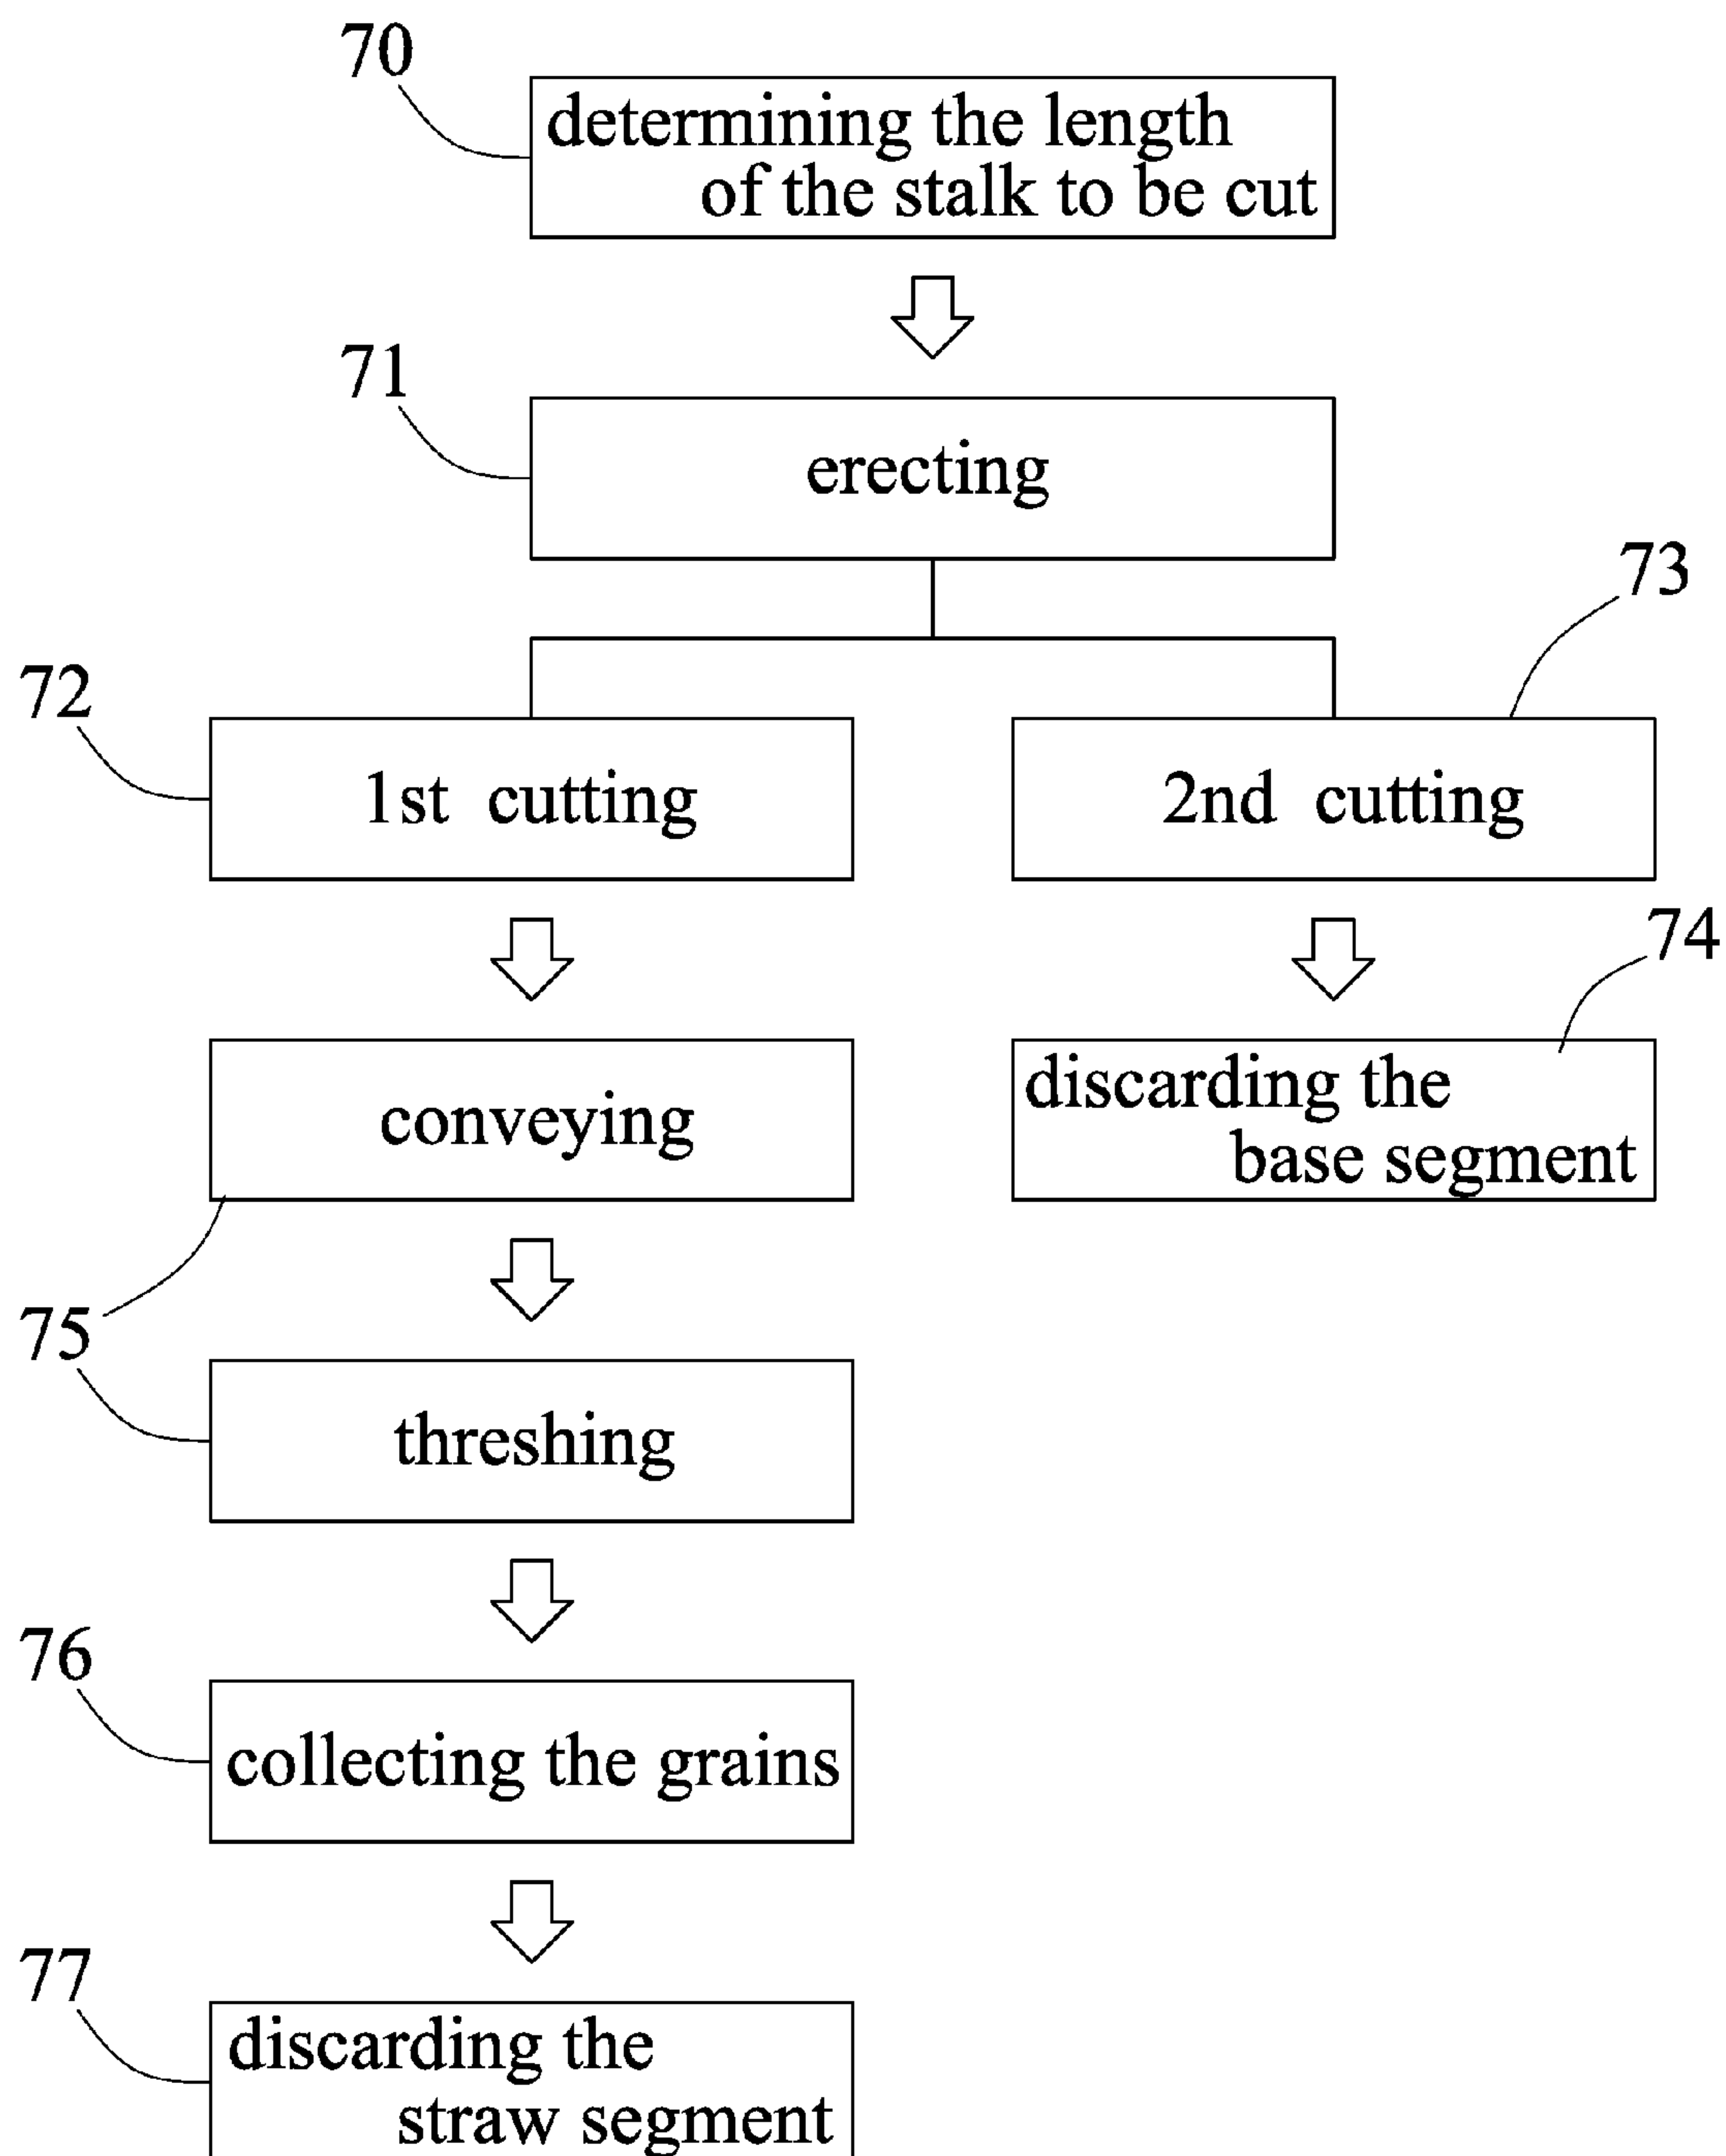 70
determining the length
of the stalk to be cut
71
erecting
73
72
1st cutting
2nd cutting
74
conveying
discarding the
base segment
75
threshing
76
collecting the grains
77
discarding the
straw segment